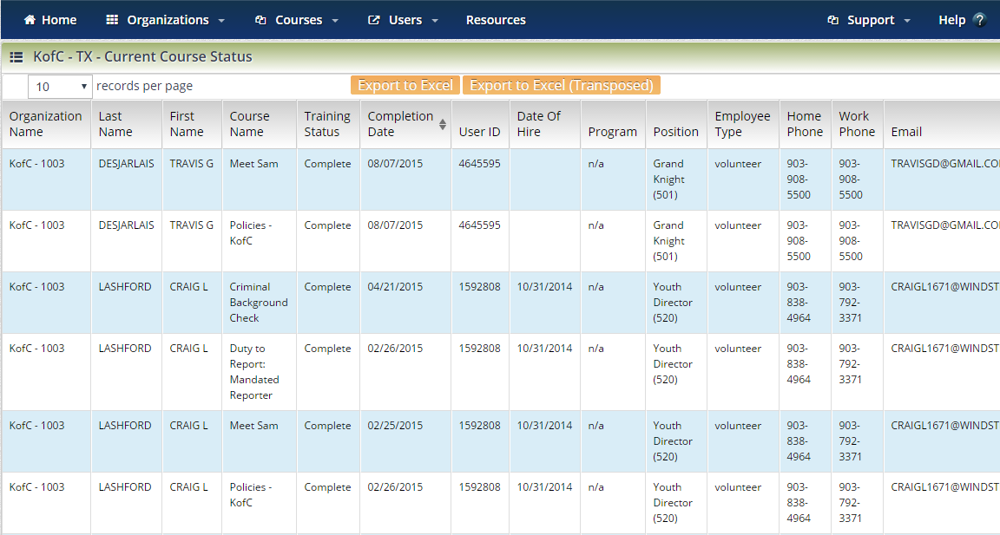 Home Organizations Courses Users Resources Support Help ?
KofC - TX - Current Course Status
10 records per page Export to Excel Export to Excel (Transposed)
Organization Last First Course Training Completion Date Of Employee Home Work
Name Name Name Name Status Date User ID Hire Program Position Type Phone Phone Email
KofC - 1003 DESJARLAIS TRAVIS G Meet Sam Complete 08/07/2015 4645595 n/a Grand volunteer 903- 903- TRAVISGD@GMAIL.CO
Knight 908- 908-
(501) 5500 5500
KofC - 1003 DESJARLAIS TRAVIS G Policies - Complete 08/07/2015 4645595 n/a Grand volunteer 903- 903- TRAVISGD@GMAIL.CO
KofC Knight 908- 908-
(501) 5500 5500
KofC - 1003 LASHFORD CRAIG L Criminal Complete 04/21/2015 1592808 10/31/2014 n/a Youth volunteer 903- 903- CRAIGL1671@WINDST
Background Director 838- 792-
Check (520) 4964 3371
KofC - 1003 LASHFORD CRAIG L Duty to Complete 02/26/2015 1592808 10/31/2014 n/a Youth volunteer 903- 903- CRAIGL1671@WINDST
Report: Director 838- 792-
Mandated (520) 4964 3371
Reporter
KofC - 1003 LASHFORD CRAIG L Meet Sam Complete 02/25/2015 1592808 10/31/2014 n/a Youth volunteer 903- 903- CRAIGL1671@WINDST
Director 838- 792-
(520) 4964 3371
KofC - 1003 LASHFORD CRAIG L Policies - Complete 02/26/2015 1592808 10/31/2014 n/a Youth volunteer 903- 903- CRAIGL1671@WINDST
KofC Director 838- 792-
(520) 4964 3371